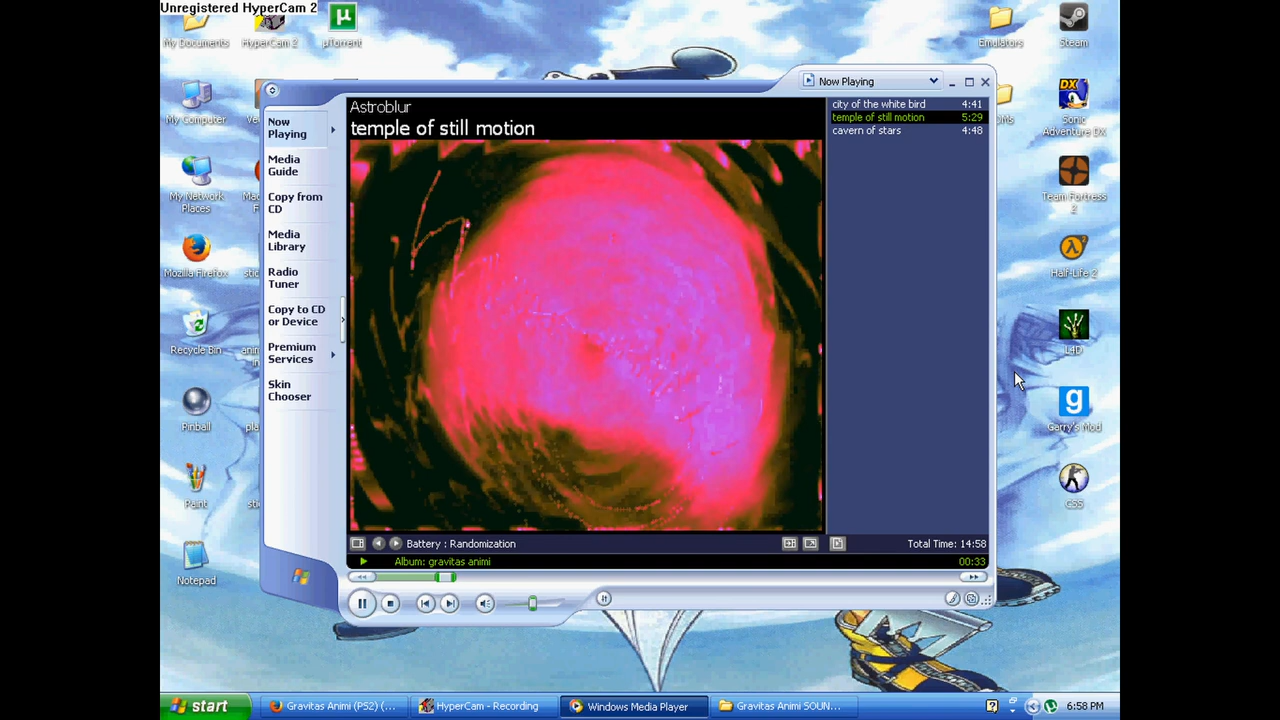 Unregistered HyperCam 2
My Documents
HyperCam 2
µTorrent
Emulators
Steam
My Computer
Sonic Adventure DX
My Network Places
Team Fortress 2
Mozilla Firefox
Half-Life 2
Recycle Bin
L4D
Pinball
Garry's Mod
Paint
CSS
Notepad
Now Playing
Now Playing
Media Guide
Copy from CD
Media Library
Radio Tuner
Copy to CD or Device
Premium Services
Skin Chooser
Astroblur
temple of still motion
city of the white bird 4:41
temple of still motion 5:29
cavern of stars 4:48
Battery : Randomization
Total Time: 14:58
Album: gravitas animi
00:33
start
Gravitas Animi (PS2) (...
HyperCam - Recording
Windows Media Player
Gravitas Animi SOUN...
6:58 PM